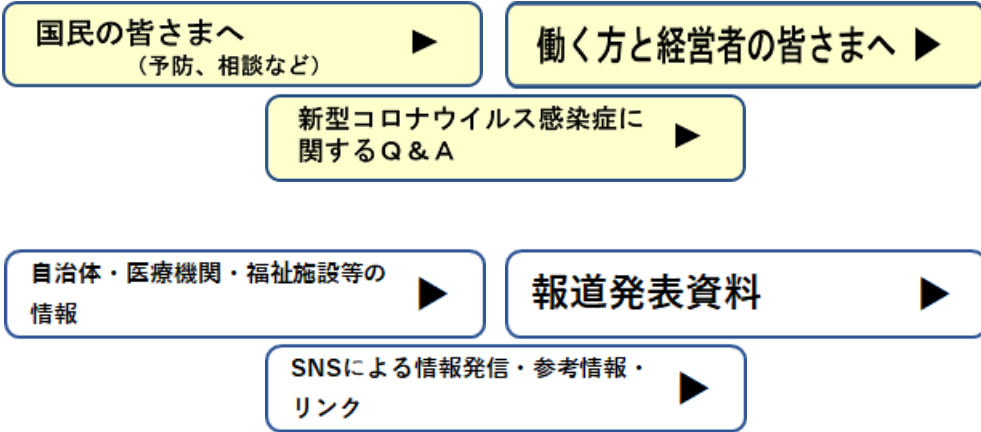 国民の皆さまへ
(予防、相談など)
▶
働く方と経営者の皆さまへ ▶
新型コロナウイルス感染症に
関するQ&A
▶
自治体・医療機関・福祉施設等の
情報
▶
報道発表資料 ▶
SNSによる情報発信・参考情報・
リンク
▶